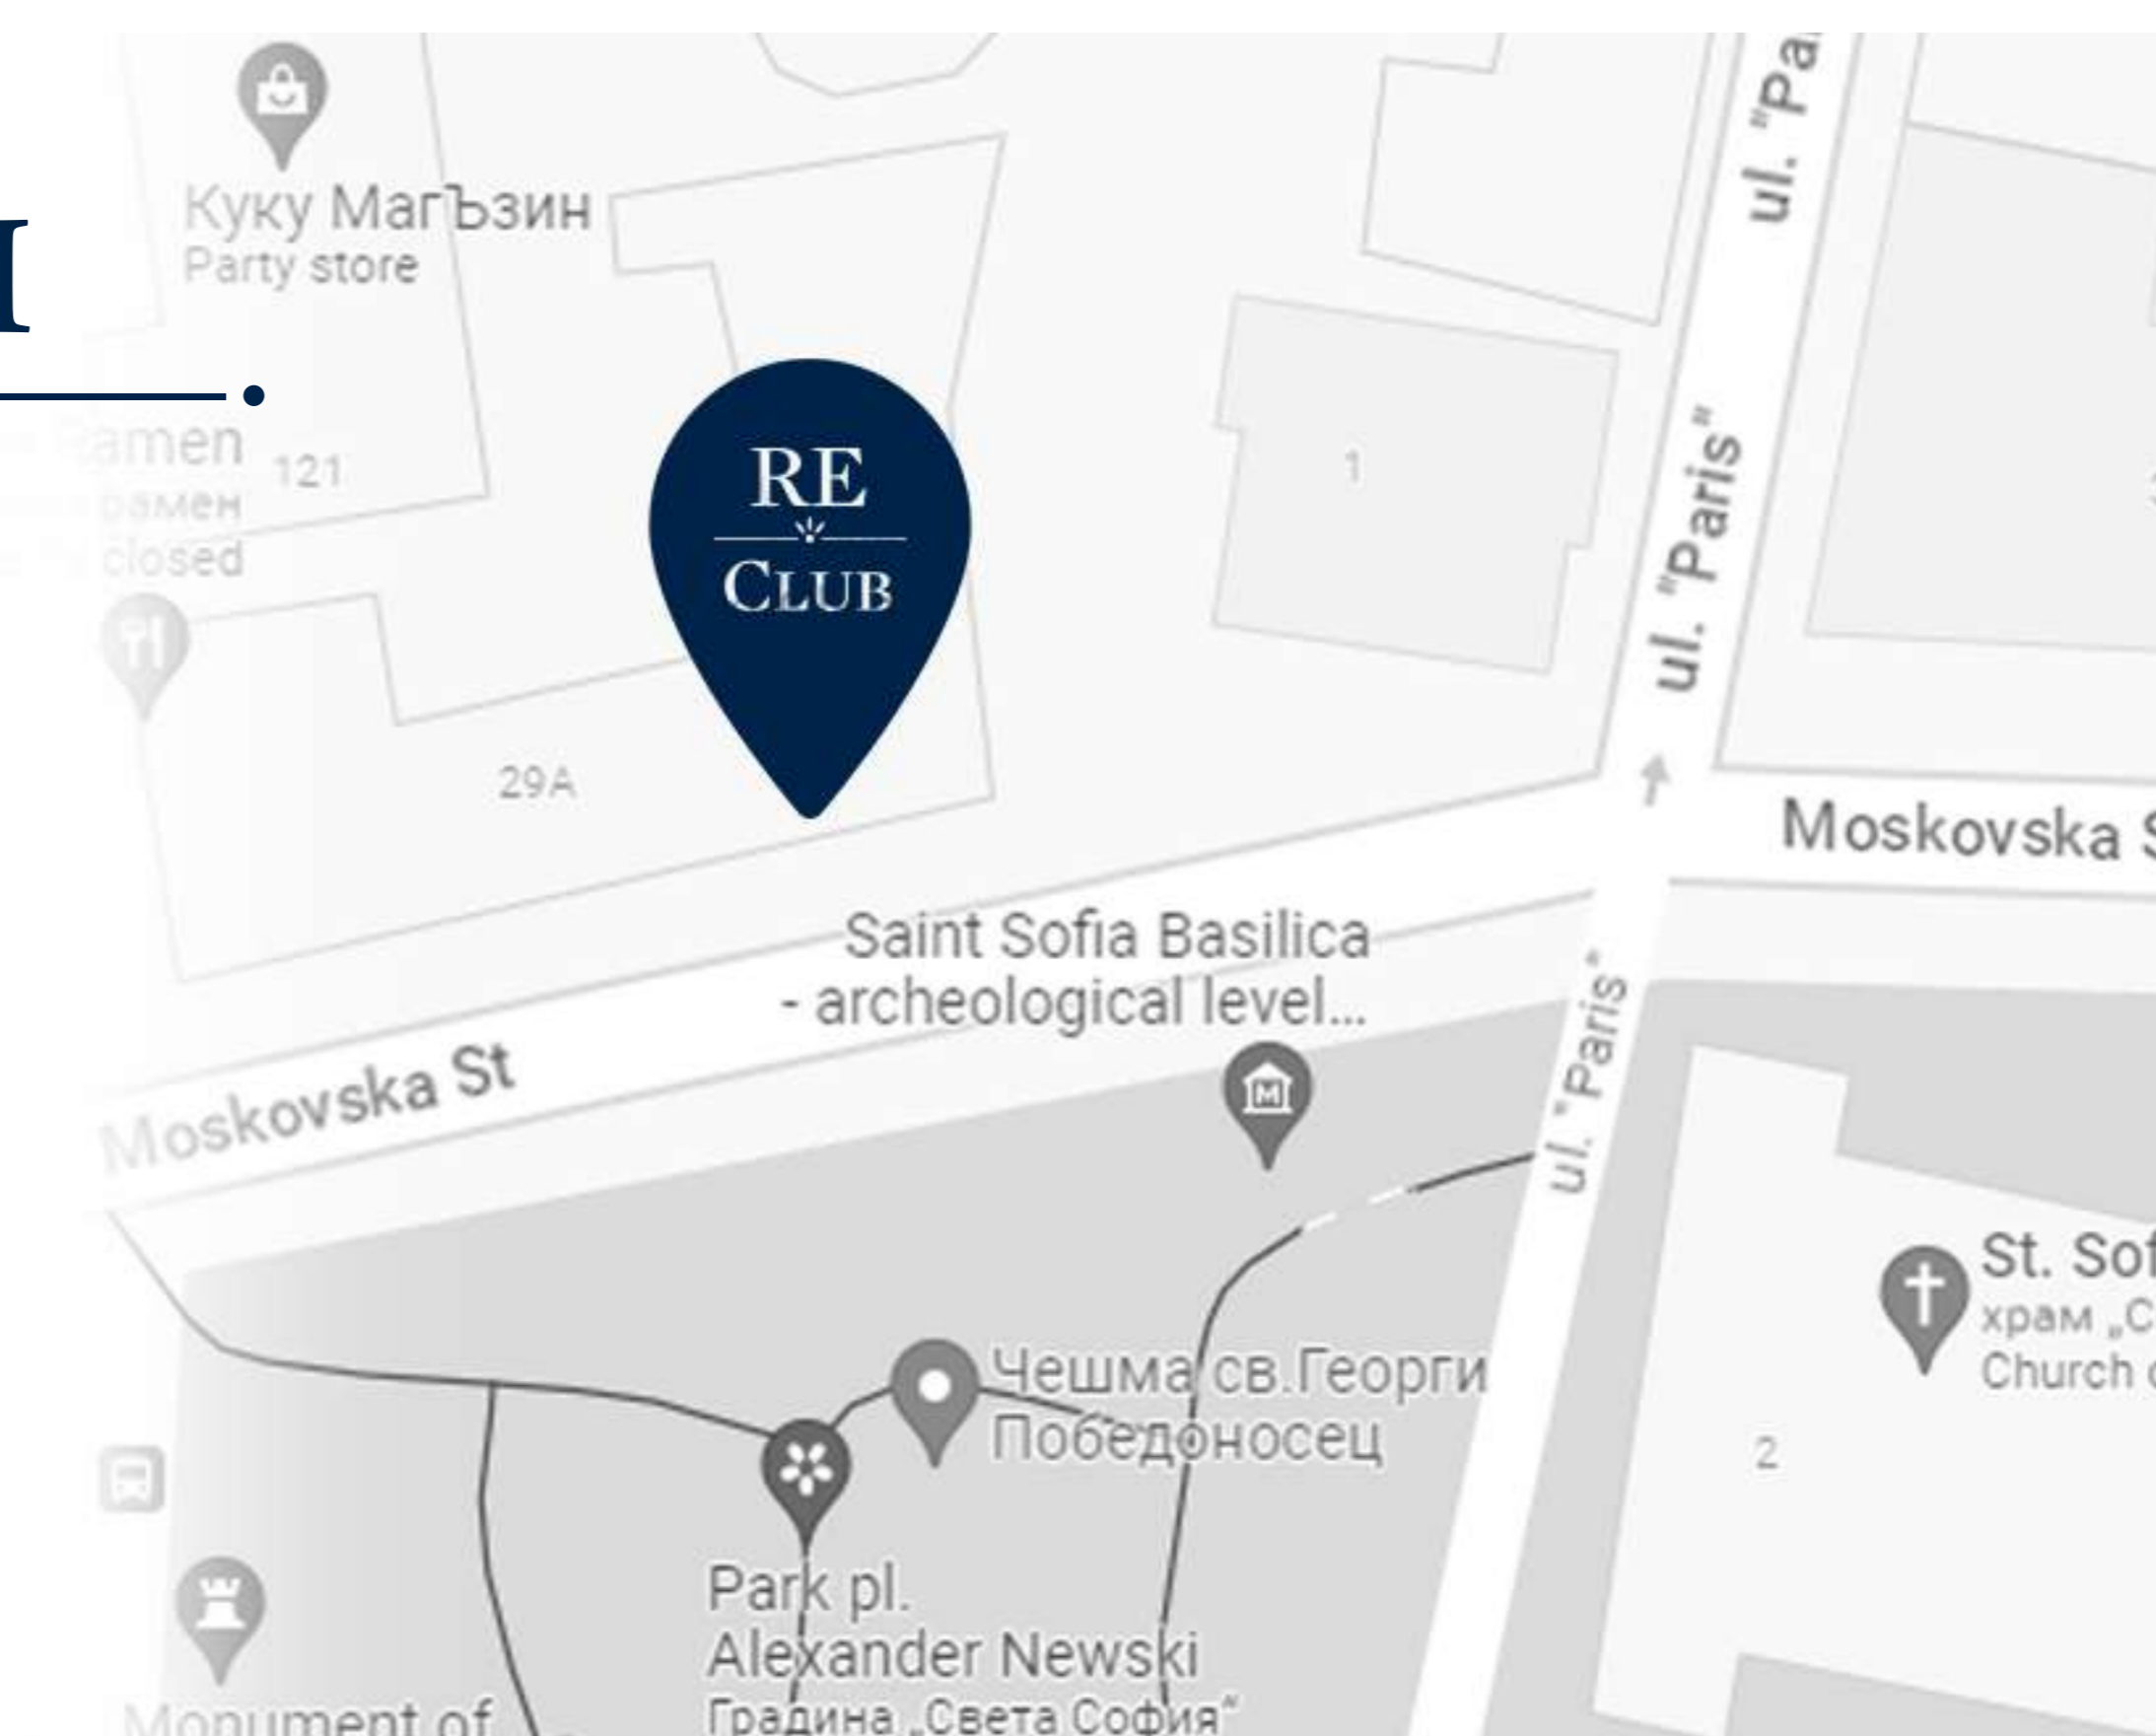 ul. "Pa
Куку МагЪзин
Party store
RE
CLUB
121
closed
1
ul. "Paris"
29A
Moskovska S
Saint Sofia Basilica
- archeological level...
Moskovska St
ul. "Paris"
St. Sof
храм „С
Church
Чешма св.Георги
Победоносец
2
Park pl.
Alexander Newski
Градина „Света София“
Monument of